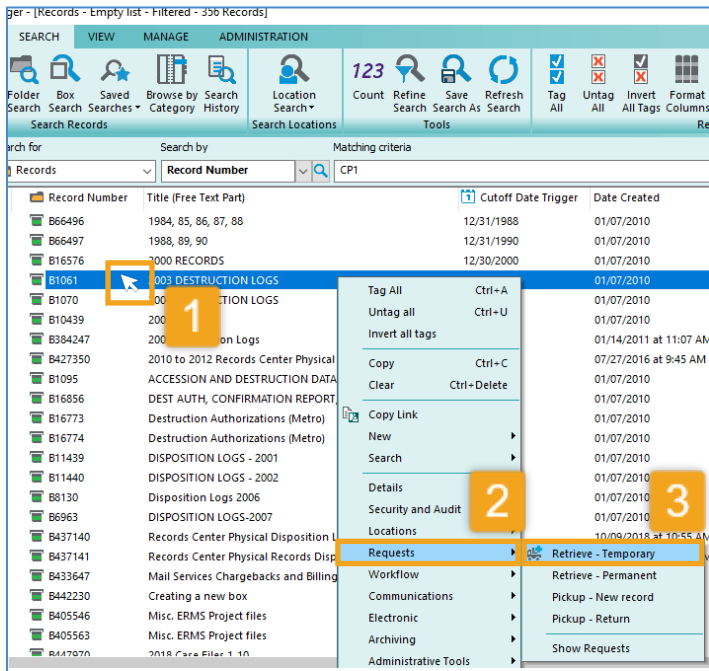 ger - [Records - Empty list - Filtered - 356 Records]
SEARCH VIEW MANAGE ADMINISTRATION
Folder Search
Box Search
Saved Searches
Browse by Category
Search History
Search Records
Location Search
Search Locations
123
Count
Refine Search
Save Search As
Refresh Search
Tools
Tag All
Untag All
Invert All Tags
Format Columns
Re
arch for Search by Matching criteria
Records Record Number CP1
Record Number Title (Free Text Part) 1 Cutoff Date Trigger Date Created
B66496 1984, 85, 86, 87, 88 12/31/1988 01/07/2010
B66497 1988, 89, 90 12/31/1990 01/07/2010
B16576 2000 RECORDS 12/30/2000 01/07/2010
B1061 2003 DESTRUCTION LOGS 01/07/2010
B1070 CTION LOGS 01/07/2010
B10439 200 01/07/2010
B384247 200 on Logs 01/14/2011 at 11:07 AM
B427350 2010 to 2012 Records Center Physical 07/27/2016 at 9:45 AM
B1095 ACCESSION AND DESTRUCTION DATA 01/07/2010
B16856 DEST AUTH, CONFIRMATION REPORT, 01/07/2010
B16773 Destruction Authorizations (Metro) 01/07/2010
B16774 Destruction Authorizations (Metro) 01/07/2010
B11439 DISPOSITION LOGS - 2001 01/07/2010
B11440 DISPOSITION LOGS - 2002 01/07/2010
B8130 Disposition Logs 2006 01/07/2010
B6963 DISPOSITION LOGS-2007 01/07/2010
B437140 Records Center Physical Disposition L 10/09/2018 at 10:55 AM
B437141 Records Center Physical Records Disp
B433647 Mail Services Chargebacks and Billing
B442230 Creating a new box
B405546 Misc. ERMS Project files
B405563 Misc. ERMS Project files
B447970 2018 Case Files 1-10
1
Tag All Ctrl+A
Untag all Ctrl+U
Invert all tags
Copy Ctrl+C
Clear Ctrl+Delete
Copy Link
New
Search
Details
Security and Audit
Locations
Requests
Workflow
Communications
Electronic
Archiving
Administrative Tools
2
3
Retrieve - Temporary
Retrieve - Permanent
Pickup - New record
Pickup - Return
Show Requests